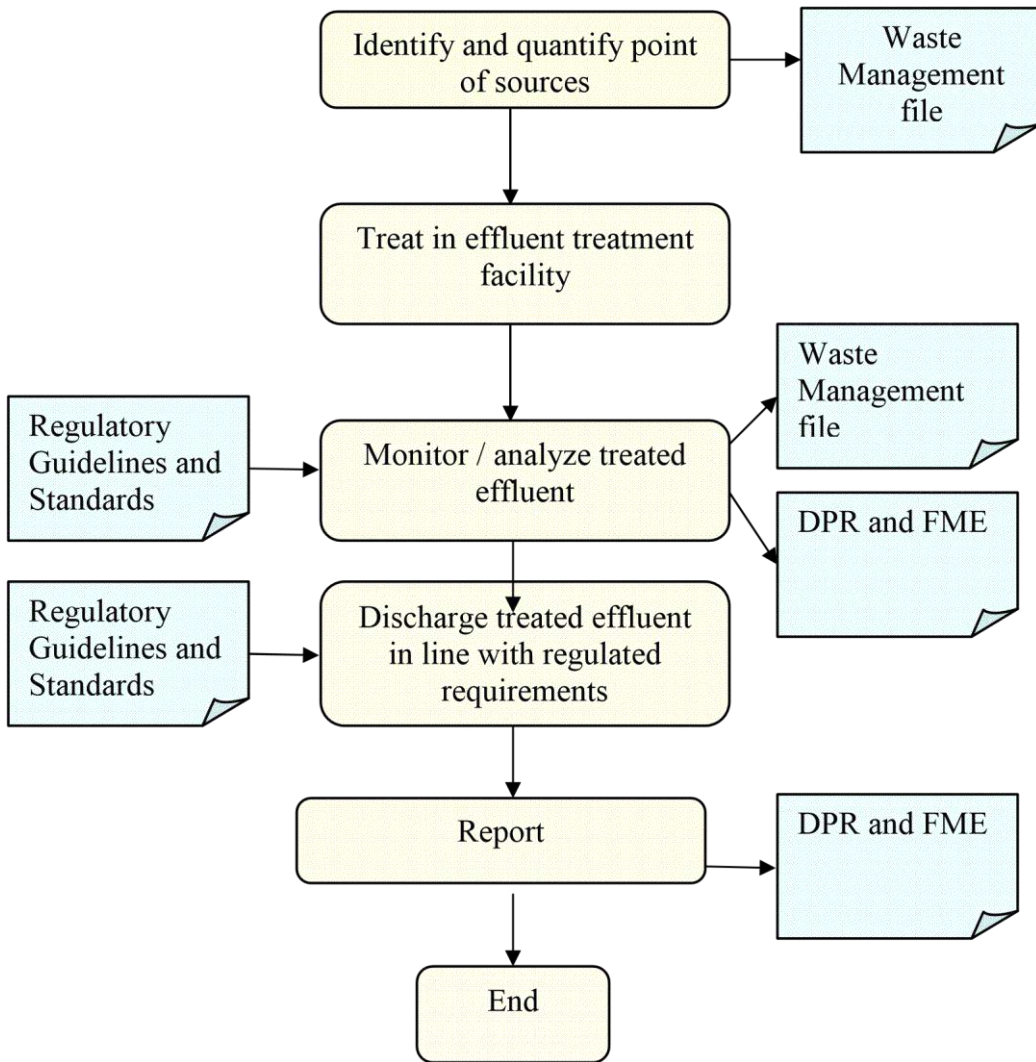 Identify and quantify point
of sources
Waste
Management
file
Treat in effluent treatment
facility
Waste
Management
file
Regulatory
Guidelines and
Standards
Monitor / analyze treated
effluent
DPR and FME
Regulatory
Guidelines and
Standards
Discharge treated effluent
in line with regulated
requirements
Report
DPR and FME
End